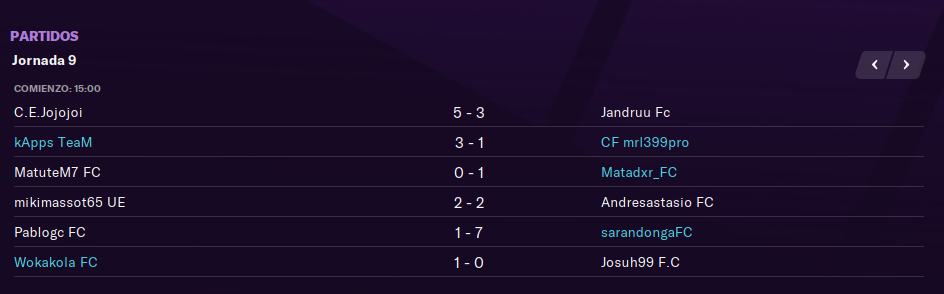 PARTIDOS
Jornada 9
COMIENZO: 15:00
C.E.Jojojoi 5 - 3 Jandruu Fc
kApps TeaM 3 - 1 CF mrl399pro
MatuteM7 FC 0 - 1 Matadxr_FC
mikimassot65 UE 2 - 2 Andresastasio FC
Pablogc FC 1 - 7 sarandongaFC
Wokakola FC 1 - 0 Josuh99 F.C